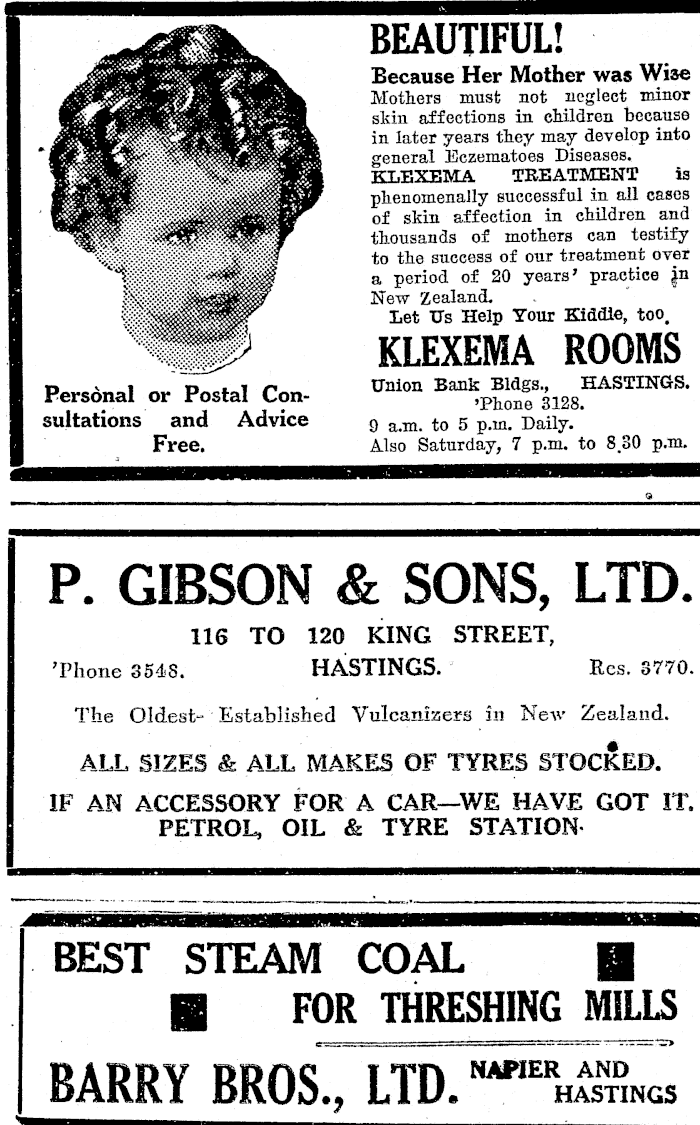 BEAUTIFUL!
Because Her Mother was Wise
Mothers must not neglect minor
skin affections in children because
in later years they may develop into
general Eczematoes Diseases.
KLEXEMA TREATMENT is
phenomenally successful in all cases
of skin affection in children and
thousands of mothers can testify
to the success of our treatment over
a period of 20 years' practice in
New Zealand.
Let Us Help Your Kiddie, too.
KLEXEMA ROOMS
Union Bank Bldgs., HASTINGS.
'Phone 3128.
9 a.m. to 5 p.m. Daily.
Also Saturday, 7 p.m. to 8.30 p.m.
Personal or Postal Con-
sultations and Advice
Free.
P. GIBSON & SONS, LTD.
116 TO 120 KING STREET,
'Phone 3548. HASTINGS. Res. 3770.
The Oldest- Established Vulcanizers in New Zealand.
ALL SIZES & ALL MAKES OF TYRES STOCKED.
IF AN ACCESSORY FOR A CAR—WE HAVE GOT IT.
PETROL, OIL & TYRE STATION.
BEST STEAM COAL
FOR THRESHING MILLS
BARRY BROS., LTD. NAPIER AND
HASTINGS